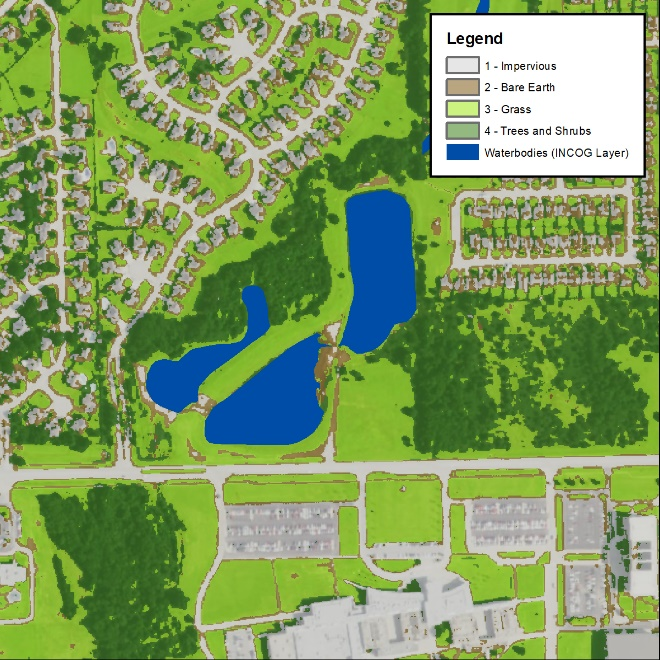 Legend
1 - Impervious
2 - Bare Earth
3 - Grass
4 - Trees and Shrubs
Waterbodies (INCOG Layer)